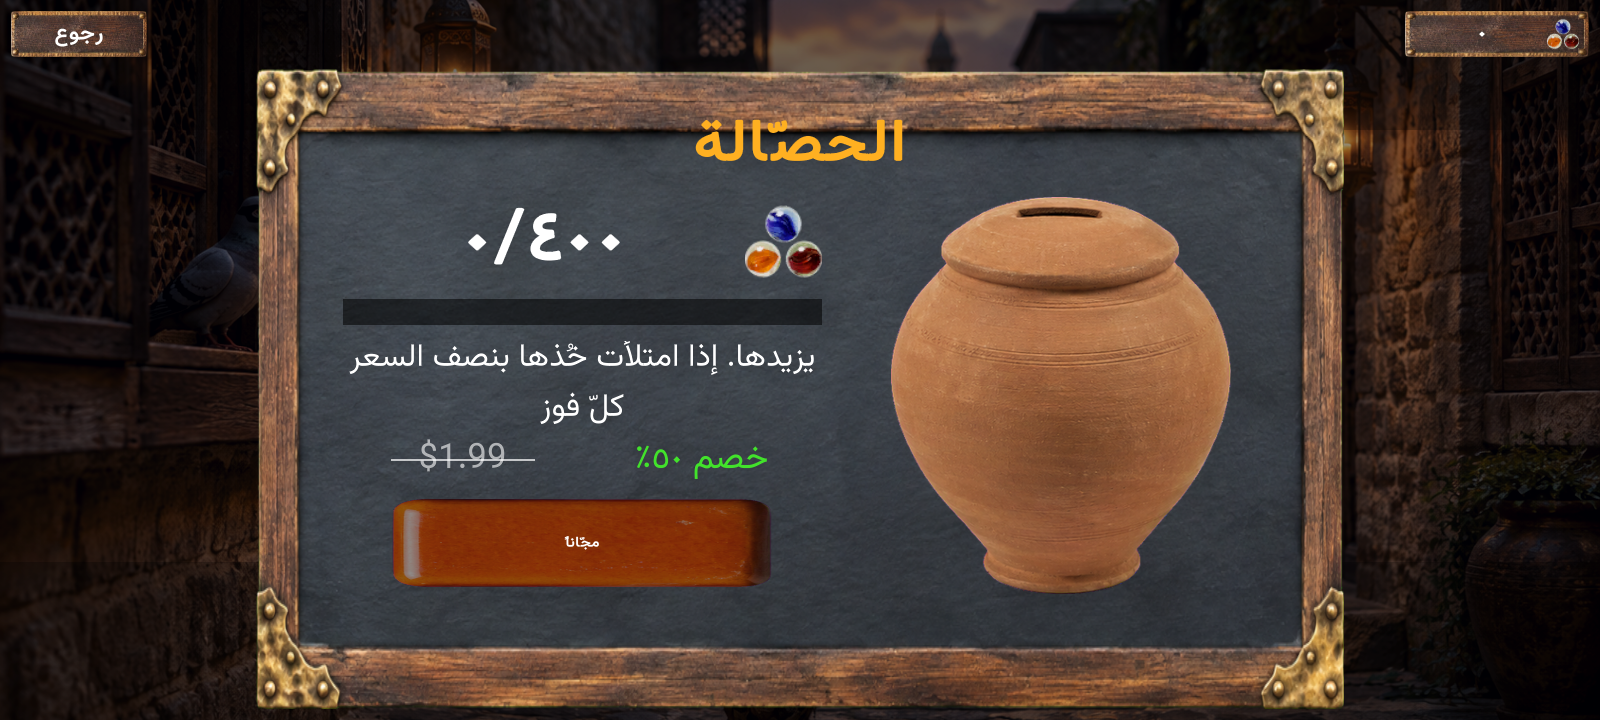 رجوع
٠
الحصّالة
٠/٤٠٠
يزيدها. إذا امتلأت خُذها بنصف السعر
كلّ فوز
خصم ٥٠٪
$1.99
مجّاناً